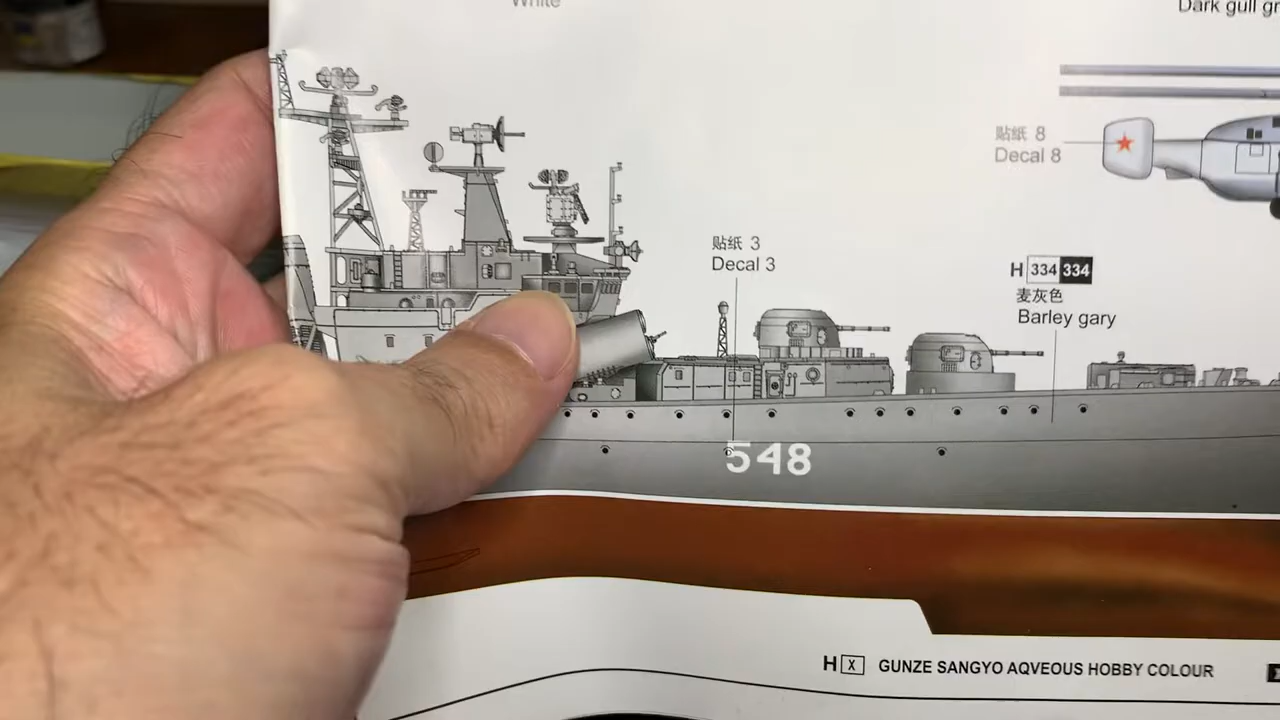 White
Dark gull gr
贴纸 8
Decal 8
贴纸 3
Decal 3
H 334 334
麦灰色
Barley gary
548
H X GUNZE SANGYO AQVEOUS HOBBY COLOUR